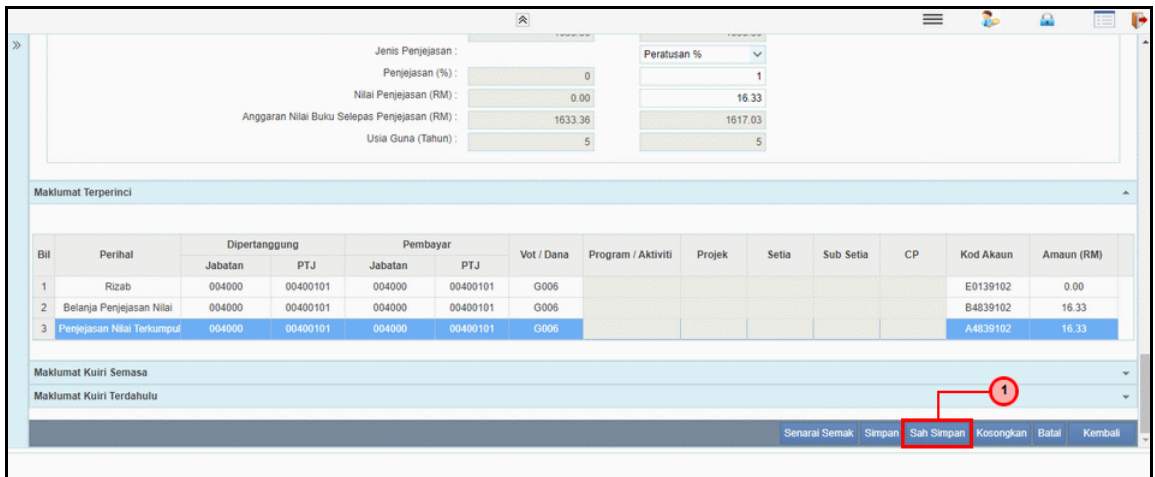 Jenis Penjejasan : Peratusan %
Penjejasan (%) : 0 1
Nilai Penjejasan (RM) : 0.00 16.33
Anggaran Nilai Buku Selepas Penjejasan (RM) : 1633.36 1617.03
Usia Guna (Tahun) : 5 5
Maklumat Terperinci
Bil Perihal Dipertanggung Pembayar Vot / Dana Program / Aktiviti Projek Setia Sub Setia CP Kod Akaun Amaun (RM)
Jabatan PTJ Jabatan PTJ
1 Rizab 004000 00400101 004000 00400101 G006 E0139102 0.00
2 Belanja Penjejasan Nilai 004000 00400101 004000 00400101 G006 B4839102 16.33
3 Penjejasan Nilai Terkumpul 004000 00400101 004000 00400101 G006 A4839102 16.33
Maklumat Kuiri Semasa
Maklumat Kuiri Terdahulu
1
Senarai Semak Simpan Sah Simpan Kosongkan Batal Kembali